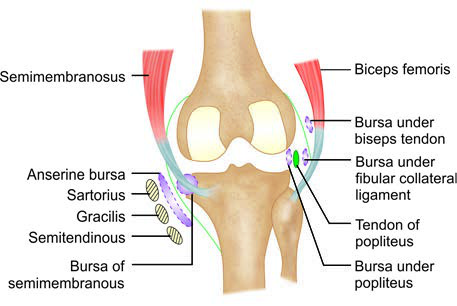 Semimembranosus
Anserine bursa
Sartorius
Gracilis
Semitendinous
Bursa of
semimembranous
Biceps femoris
Bursa under
biseps tendon
Bursa under
fibular collateral
ligament
Tendon of
popliteus
Bursa under
popliteus